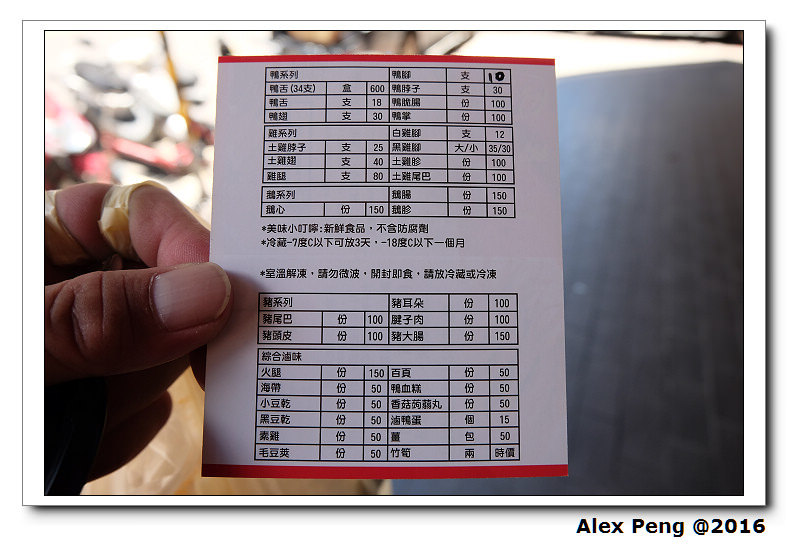 鴨系列 鴨腳 支 10
鴨舌(34支) 盒 600 鴨脖子 支 30
鴨舌 支 18 鴨脆腸 份 100
鴨翅 支 30 鴨掌 份 100
雞系列 白雞腳 支 12
土雞脖子 支 25 黑雞腳 大/小 35/30
土雞翅 支 40 土雞胗 份 100
雞腿 支 80 土雞尾巴 份 100
鵝系列 鵝腸 份 150
鵝心 份 150 鵝胗 份 150
*美味小叮嚀:新鮮食品,不含防腐劑
*冷藏-7度C以下可放3天,-18度C以下一個月
*室溫解凍,請勿微波,開封即食,請放冷藏或冷凍
豬系列 豬耳朵 份 100
豬尾巴 份 100 腱子肉 份 100
豬頭皮 份 100 豬大腸 份 150
綜合滷味
火腿 份 150 百頁 份 50
海帶 份 50 鴨血糕 份 50
小豆乾 份 50 香菇蒟蒻丸 份 50
黑豆乾 份 50 滷鴨蛋 個 15
素雞 份 50 薑 包 50
毛豆莢 份 50 竹筍 兩 時價
Alex Peng @2016